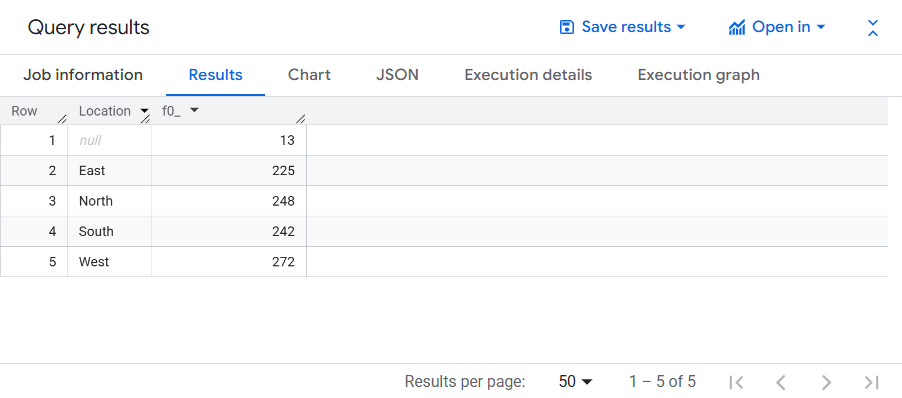 Query results Save results Open in
Job information Results Chart JSON Execution details Execution graph
Row Location f0_
1 null 13
2 East 225
3 North 248
4 South 242
5 West 272
Results per page: 50 1 – 5 of 5